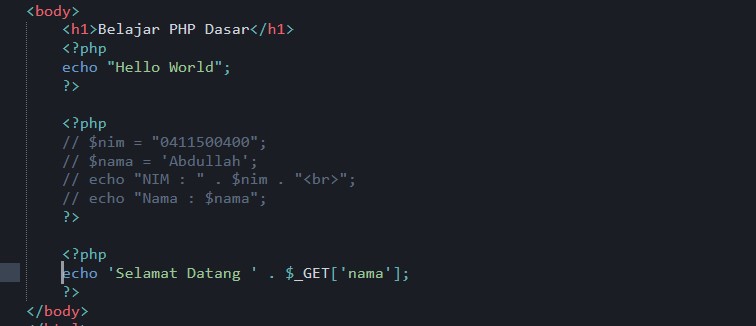 <body>
<h1>Belajar PHP Dasar</h1>
<?php
echo "Hello World";
?>
<?php
// $nim = "0411500400";
// $nama = 'Abdullah';
// echo "NIM : " . $nim . "<br>";
// echo "Nama : $nama";
?>
<?php
echo 'Selamat Datang ' . $_GET['nama'];
?>
</body>